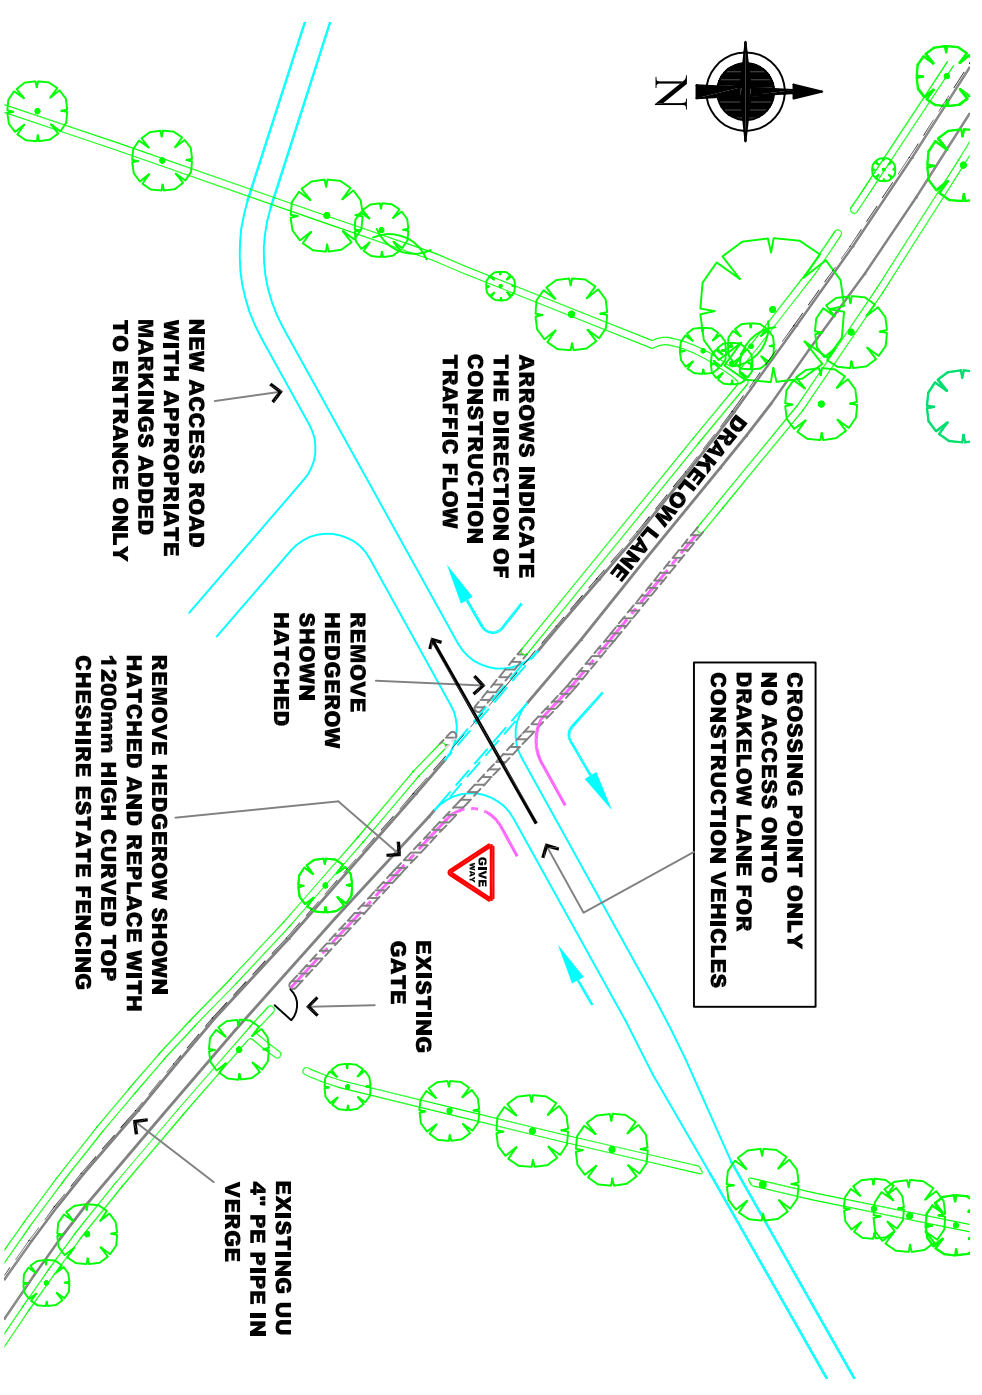 N
DRAKELOW LANE
CROSSING POINT ONLY
NO ACCESS ONTO
DRAKELOW LANE FOR
CONSTRUCTION VEHICLES
ARROWS INDICATE
THE DIRECTION OF
CONSTRUCTION
TRAFFIC FLOW
NEW ACCESS ROAD
WITH APPROPRIATE
MARKINGS ADDED
TO ENTRANCE ONLY
REMOVE
HEDGEROW
SHOWN
HATCHED
GIVE
WAY
EXISTING
GATE
REMOVE HEDGEROW SHOWN
HATCHED AND REPLACE WITH
1200mm HIGH CURVED TOP
CHESHIRE ESTATE FENCING
EXISTING UU
4" PE PIPE IN
VERGE